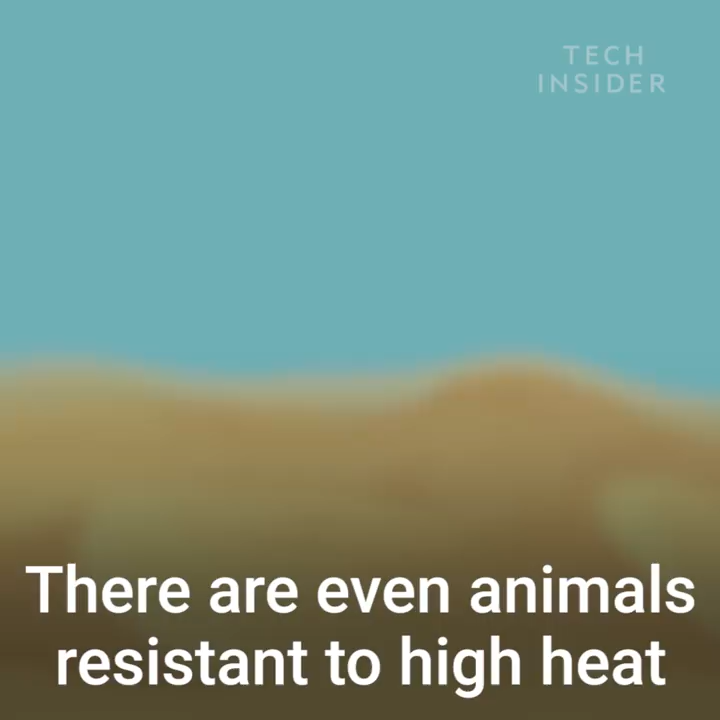 TECH
INSIDER
There are even animals
resistant to high heat